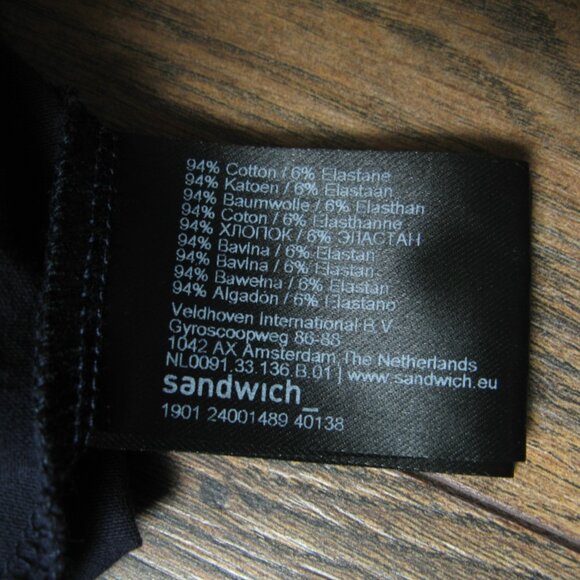 94% Cotton / 6% Elastane
94% Katoen / 6% Elastaan
94% Baumwolle / 6% Elasthan
94% Coton / 6% Elasthanne
94% ХЛОПОК / 6% ЭЛАСТАН
94% Bavlna / 6% Elastan
94% Bavlna / 6% Elastan
94% Bawełna / 6% Elastan
94% Algadón / 6% Elastano
Veldhoven International B.V.
Gyroscoopweg 86-88
1042 AX Amsterdam, The Netherlands
NL0091.33.136.B.01 | www.sandwich.eu
sandwich_
1901 24001489 40138